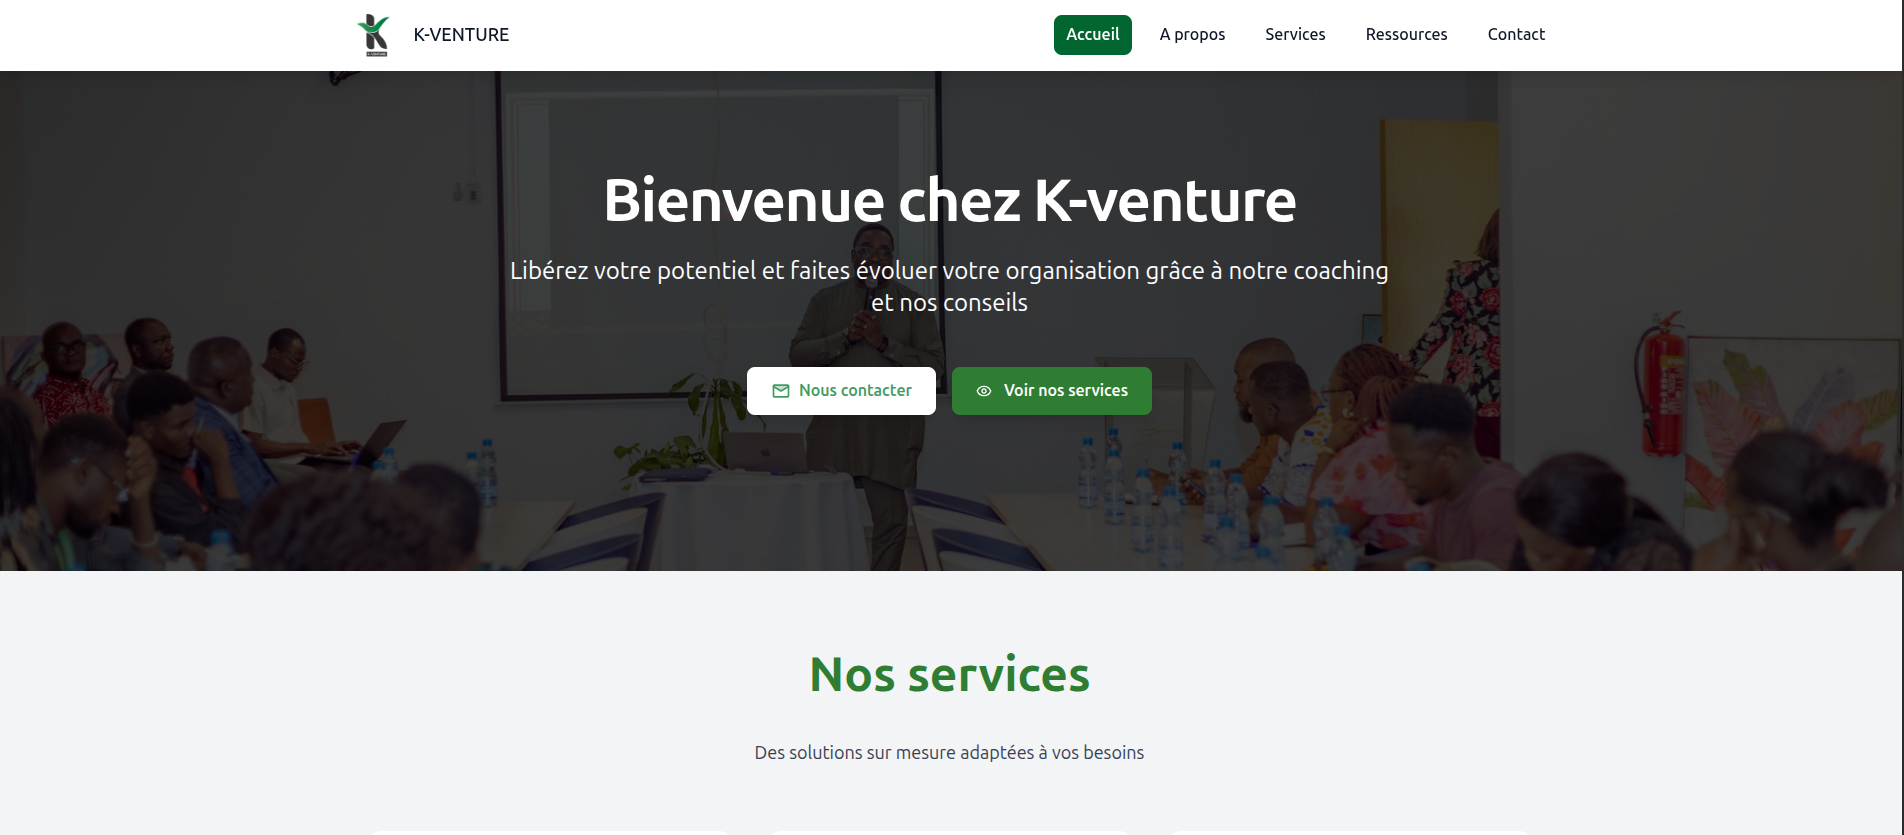 K-VENTURE
K-VENTURE
Accueil
A propos
Services
Ressources
Contact
Bienvenue chez K-venture
Libérez votre potentiel et faites évoluer votre organisation grâce à notre coaching
et nos conseils
Nous contacter
Voir nos services
Nos services
Des solutions sur mesure adaptées à vos besoins